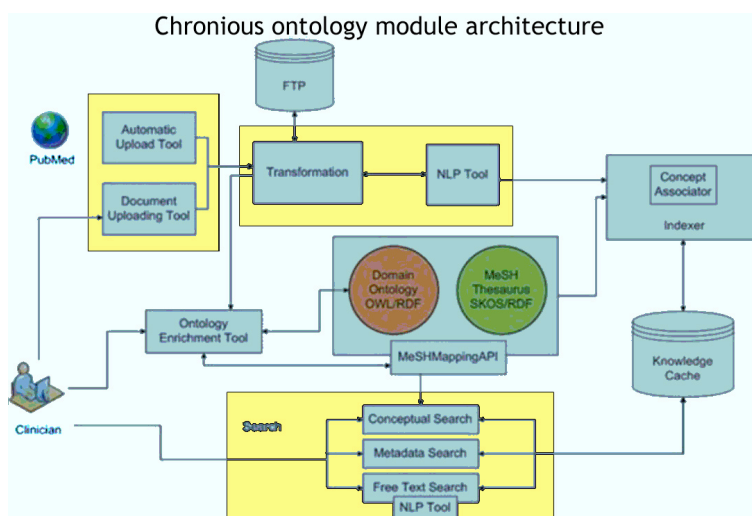 Chronious ontology module architecture
FTP
PubMed
Automatic
Upload Tool
Document
Uploading Tool
Transformation
NLP Tool
Concept
Associator
Indexer
Domain
Ontology
OWL/RDF
MeSH
Thesaurus
SKOS/RDF
Ontology
Enrichment Tool
MeSHMappingAPI
Knowledge
Cache
Clinician
Search
Conceptual Search
Metadata Search
Free Text Search
NLP Tool